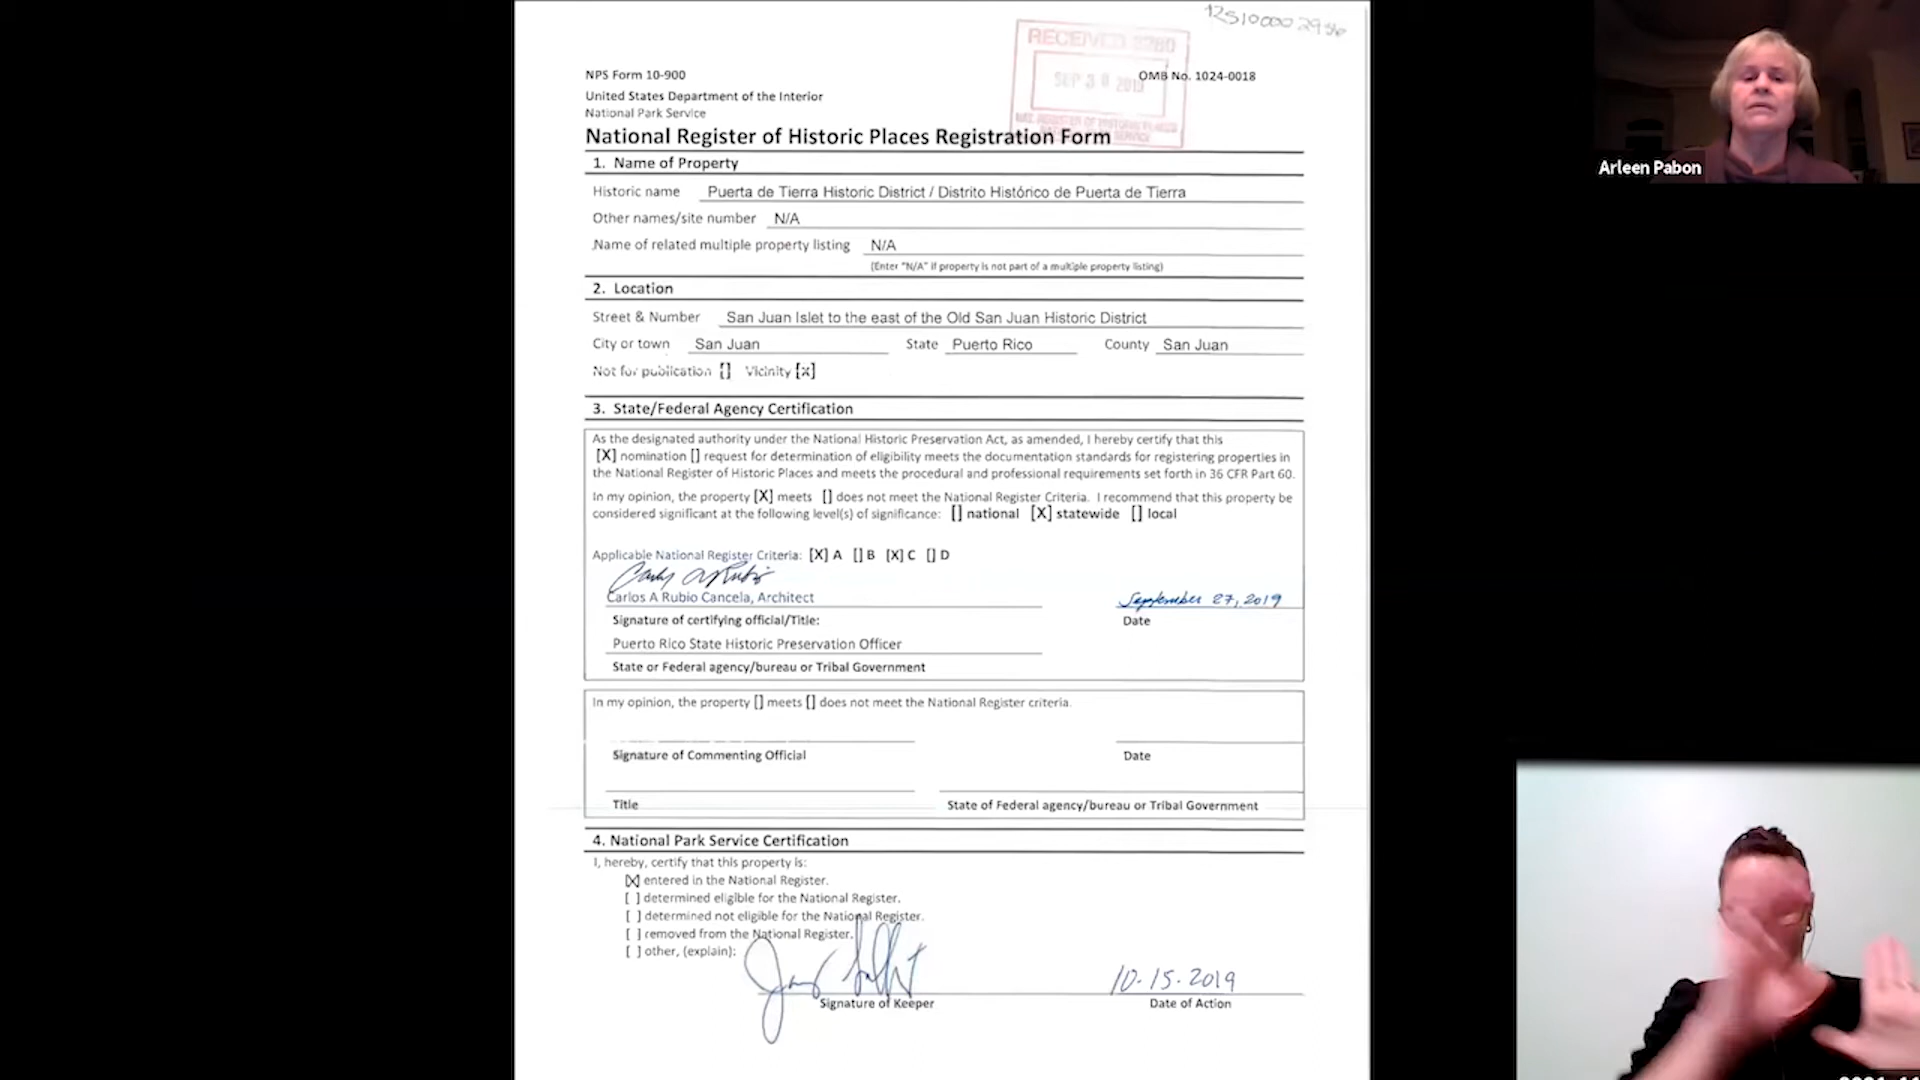 12510000 2956
RECEIVED 2280
SEP 30 2019
NAT. REGISTER OF HISTORIC PLACES
NATIONAL PARK SERVICE
NPS Form 10-900
OMB No. 1024-0018
United States Department of the Interior
National Park Service
National Register of Historic Places Registration Form
1. Name of Property
Historic name Puerta de Tierra Historic District / Distrito Histórico de Puerta de Tierra
Other names/site number N/A
Name of related multiple property listing N/A
(Enter "N/A" if property is not part of a multiple property listing)
2. Location
Street & Number San Juan Islet to the east of the Old San Juan Historic District
City or town San Juan State Puerto Rico County San Juan
Not for publication [] Vicinity [x]
3. State/Federal Agency Certification
As the designated authority under the National Historic Preservation Act, as amended, I hereby certify that this
[X] nomination [] request for determination of eligibility meets the documentation standards for registering properties in
the National Register of Historic Places and meets the procedural and professional requirements set forth in 36 CFR Part 60.
In my opinion, the property [X] meets [] does not meet the National Register Criteria. I recommend that this property be
considered significant at the following level(s) of significance: [] national [X] statewide [] local
Applicable National Register Criteria: [X] A [] B [X] C [] D
Carlos A Rubio Cancela, Architect
September 27, 2019
Signature of certifying official/Title:
Date
Puerto Rico State Historic Preservation Officer
State or Federal agency/bureau or Tribal Government
In my opinion, the property [] meets [] does not meet the National Register criteria.
Signature of Commenting Official
Date
Title
State of Federal agency/bureau or Tribal Government
4. National Park Service Certification
I, hereby, certify that this property is:
[X] entered in the National Register.
[ ] determined eligible for the National Register.
[ ] determined not eligible for the National Register.
[ ] removed from the National Register.
[ ] other, (explain):
10.15.2019
Signature of Keeper
Date of Action
Arleen Pabon